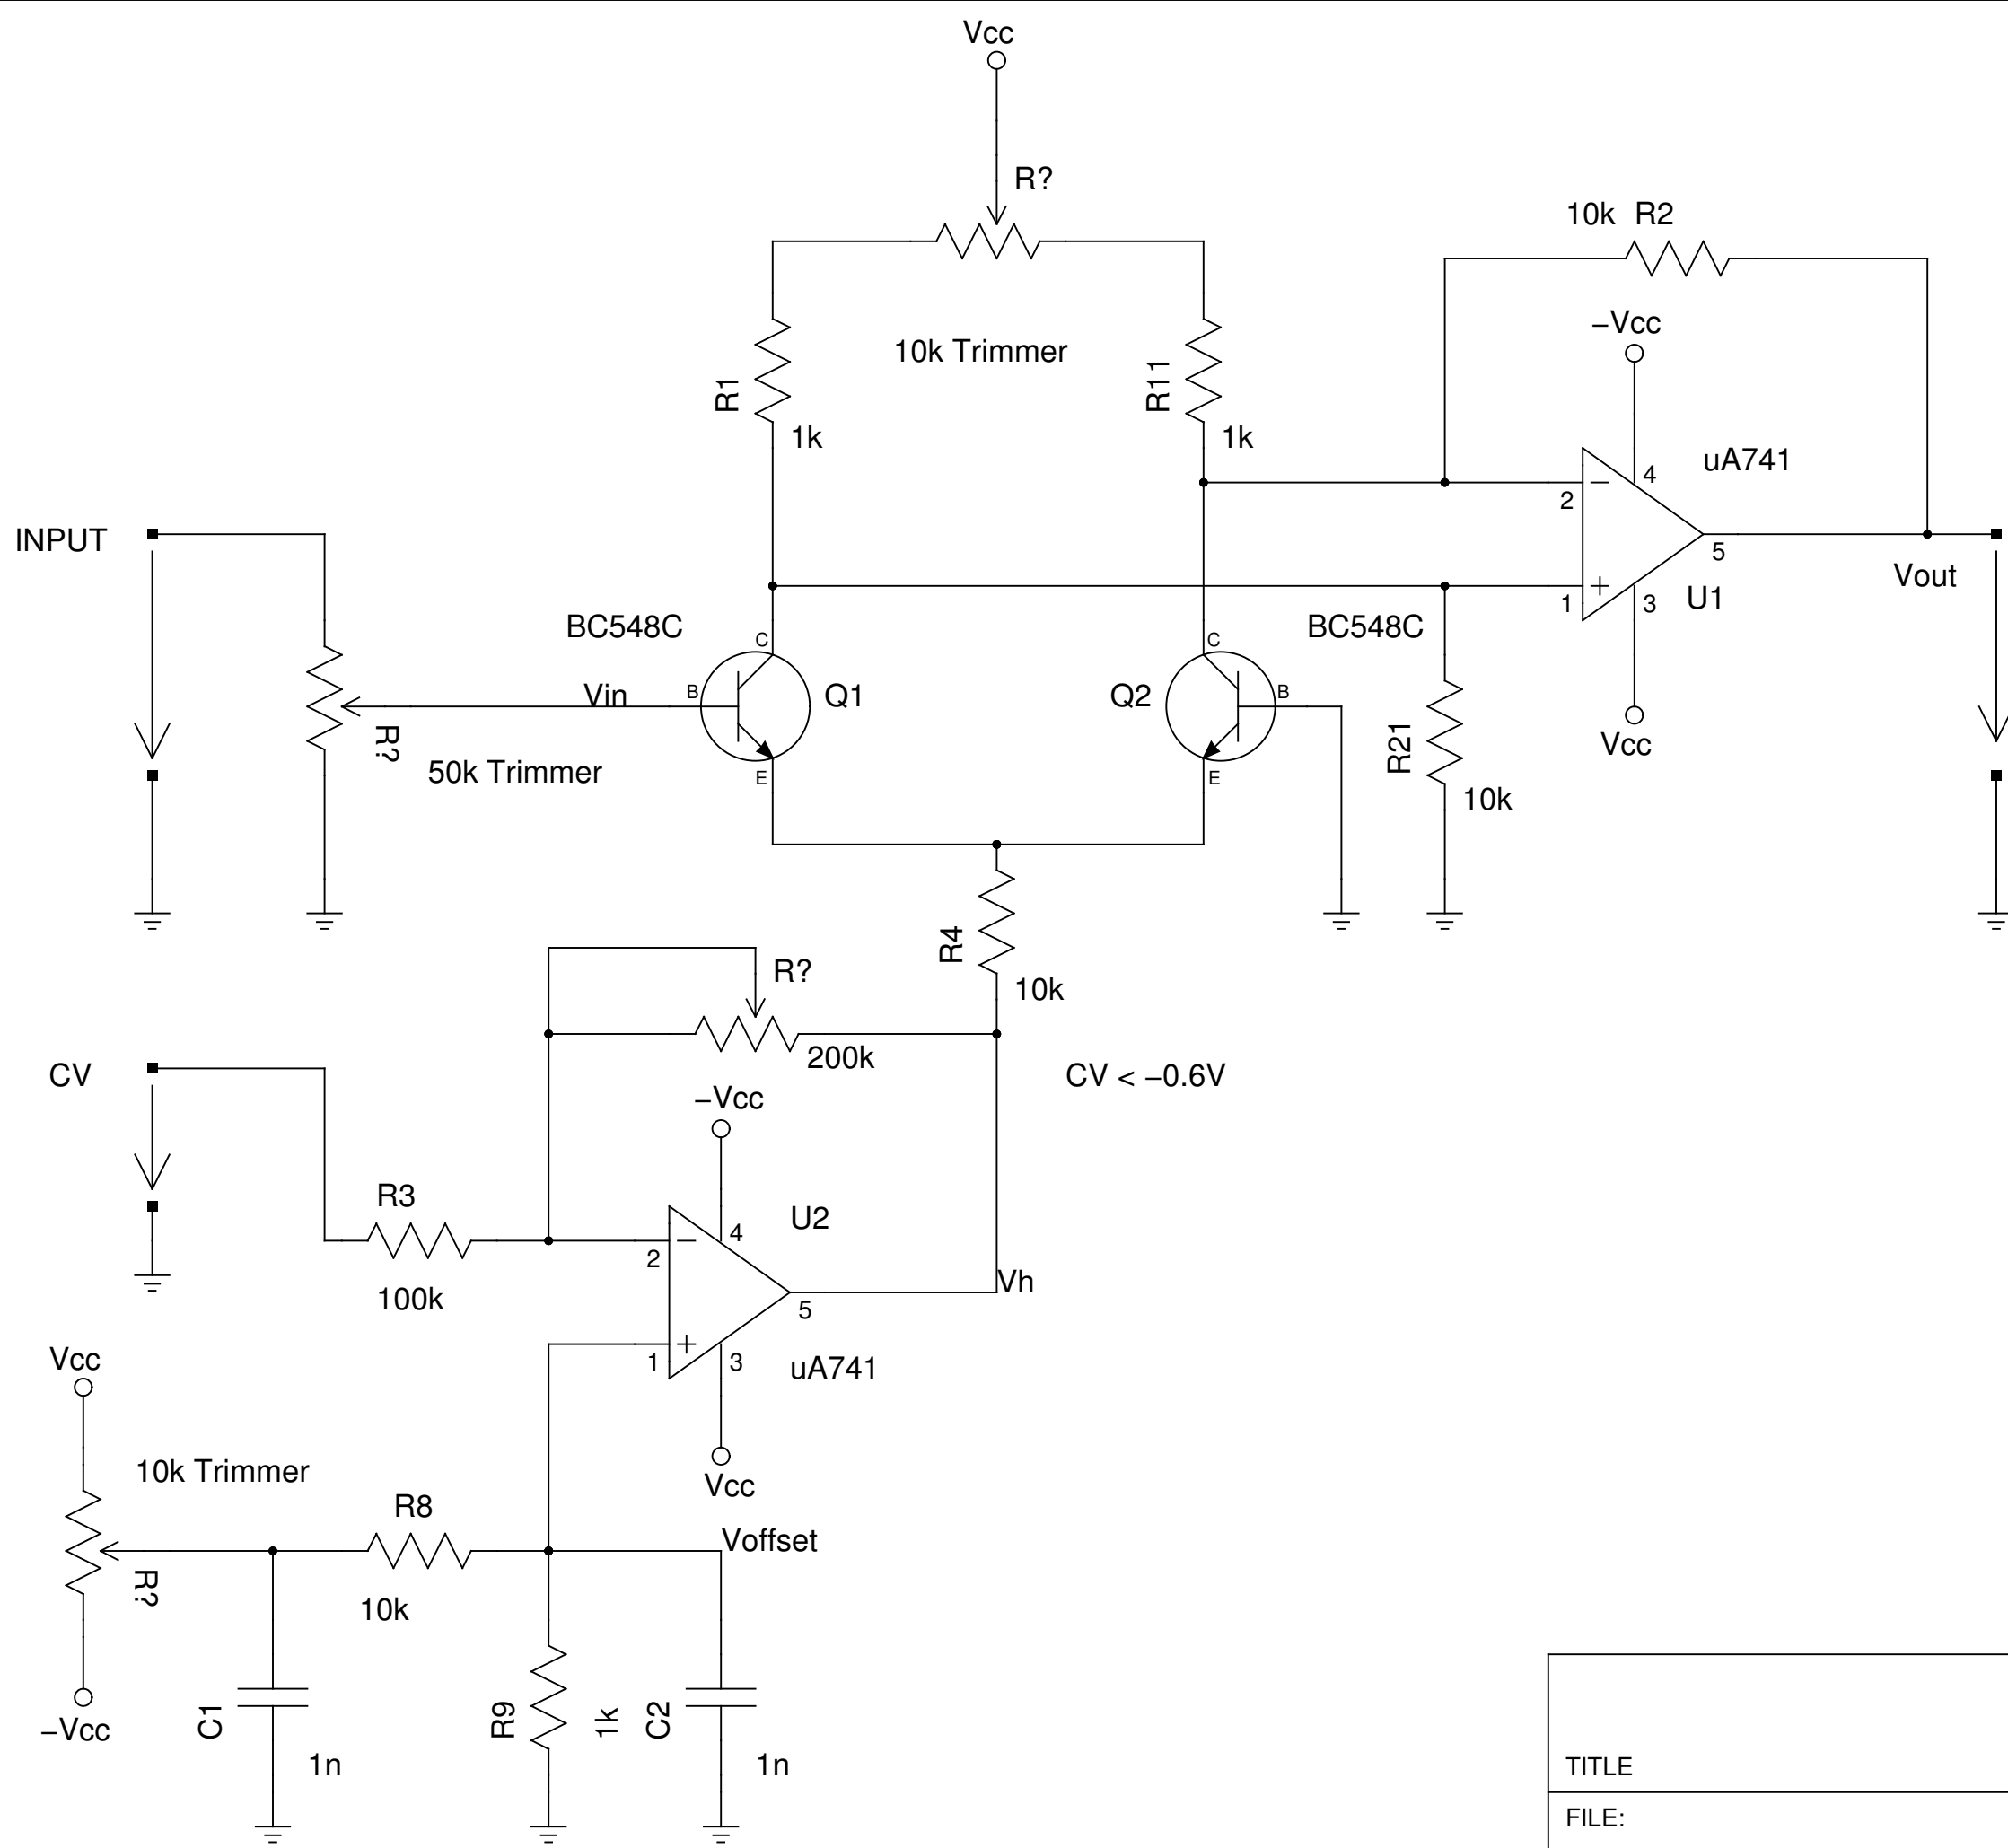 Vcc
R?
10k R2
−Vcc
10k Trimmer
R1
R11
1k
1k
uA741
4
2
INPUT
5
Vout
1
3
U1
BC548C
C
C
BC548C
Vin
B
Q1
Q2
B
R?
50k Trimmer
E
E
R21
Vcc
10k
R4
R?
10k
200k
CV
CV < −0.6V
−Vcc
R3
U2
4
2
Vh
100k
5
1
3
uA741
Vcc
Vcc
10k Trimmer
R8
Voffset
R?
10k
−Vcc
C1
R9
1k
C2
1n
1n
TITLE
FILE: